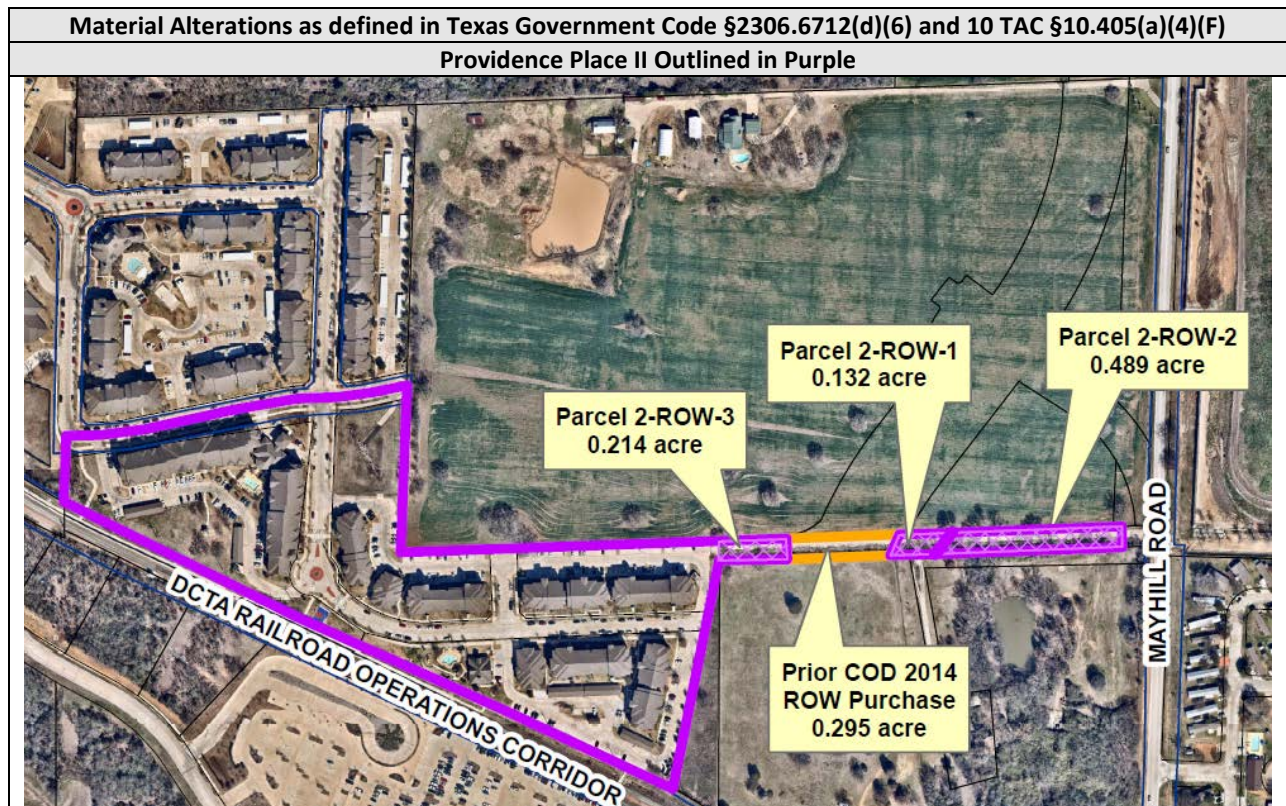 Material Alterations as defined in Texas Government Code §2306.6712(d)(6) and 10 TAC §10.405(a)(4)(F)
Providence Place II Outlined in Purple
Parcel 2-ROW-1
0.132 acre
Parcel 2-ROW-2
0.489 acre
Parcel 2-ROW-3
0.214 acre
Prior COD 2014
ROW Purchase
0.295 acre
MAYHILL ROAD
DCTA RAILROAD OPERATIONS CORRIDOR